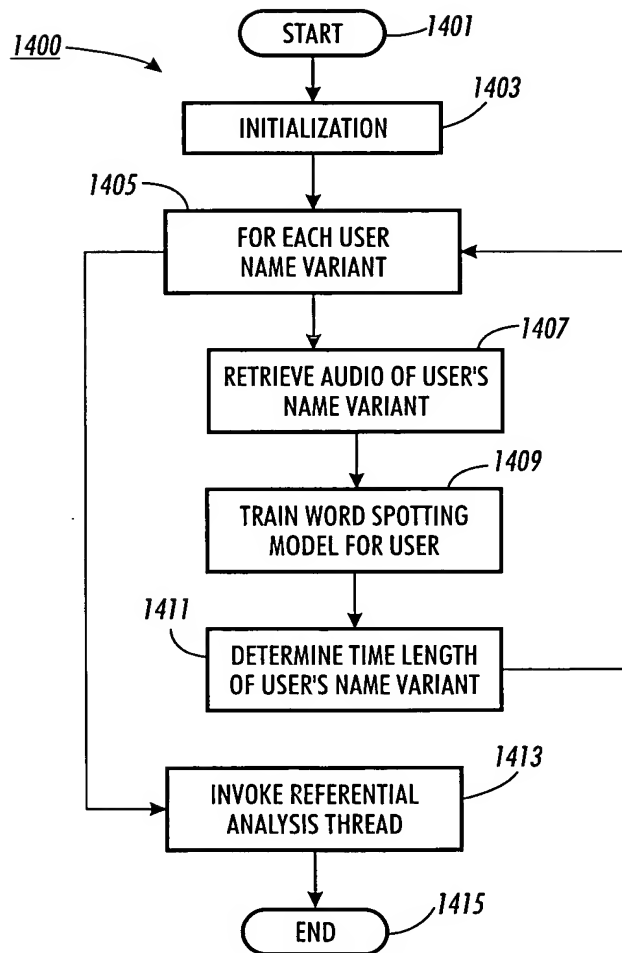 1400
START
1401
INITIALIZATION
1403
1405
FOR EACH USER
NAME VARIANT
1407
RETRIEVE AUDIO OF USER'S
NAME VARIANT
1409
TRAIN WORD SPOTTING
MODEL FOR USER
1411
DETERMINE TIME LENGTH
OF USER'S NAME VARIANT
1413
INVOKE REFERENTIAL
ANALYSIS THREAD
END
1415